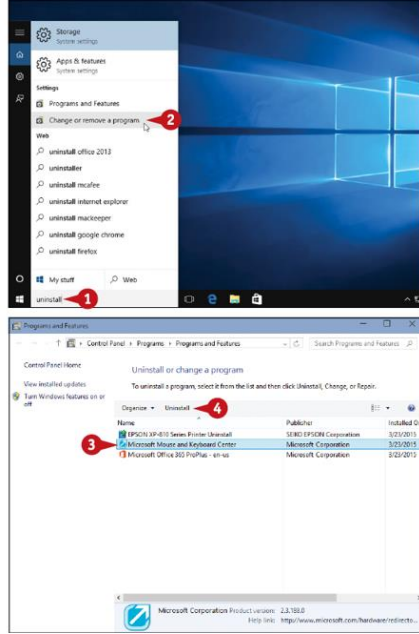 Storage
System settings
Apps & features
System settings
Settings
Programs and Features
Change or remove a program
2
Web
uninstall office 2013
uninstaller
uninstall mcafee
uninstall internet explorer
uninstall mackeeper
uninstall google chrome
uninstall firefox
My stuff Web
uninstall 1
Programs and Features
Control Panel Programs Programs and Features Search Programs and Features
Control Panel Home
View installed updates
Turn Windows features on or off
Uninstall or change a program
To uninstall a program, select it from the list and then click Uninstall, Change, or Repair.
Organize Uninstall 4
Name Publisher Installed O
EPSON XP-610 Series Printer Uninstall SEIKO EPSON Corporation 3/23/2015
3 Microsoft Mouse and Keyboard Center Microsoft Corporation 3/23/2015
Microsoft Office 365 ProPlus - en-us Microsoft Corporation 3/23/2015
Microsoft Corporation Product version: 2.3.188.0
Help link: http://www.microsoft.com/hardware/redirecto...